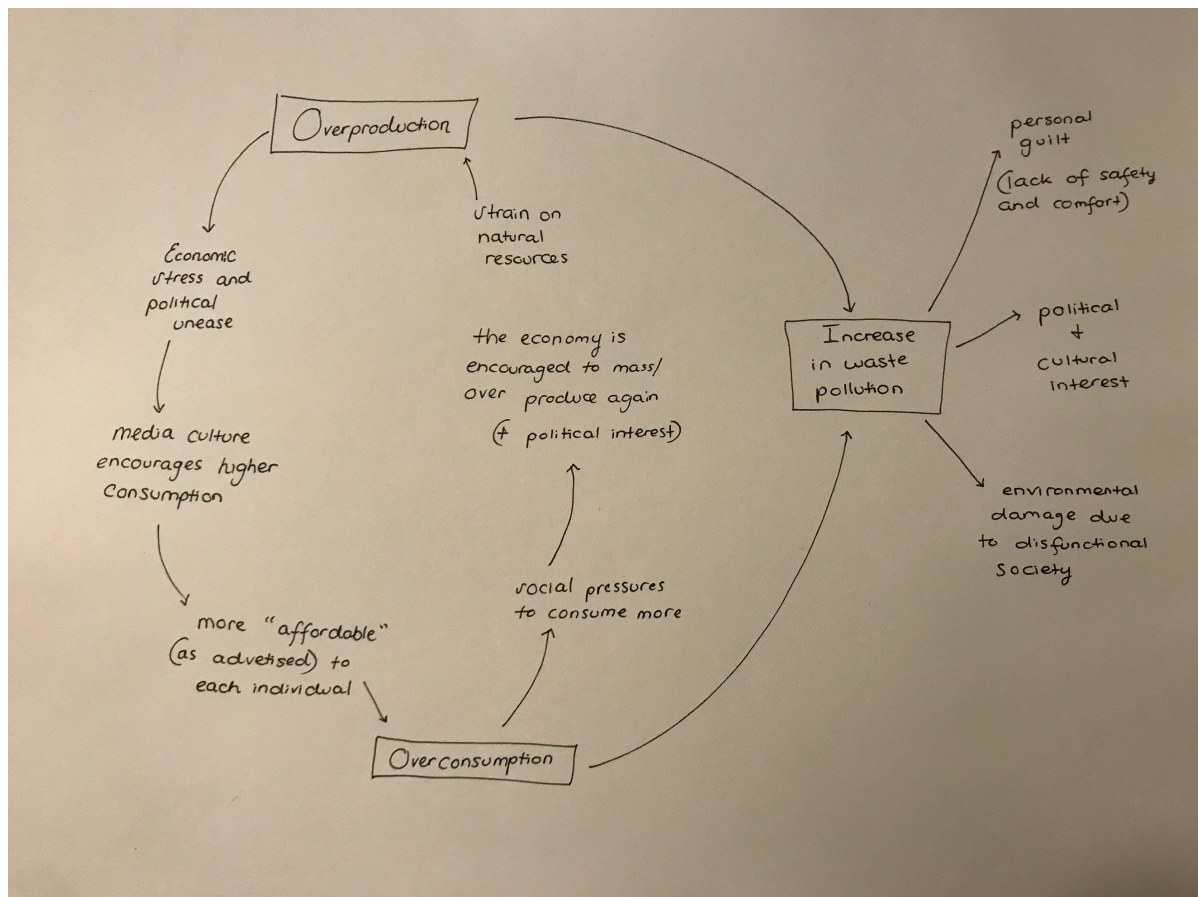 Overproduction
strain on
natural
resources
Economic
stress and
political
unease
media culture
encourages higher
consumption
more "affordable"
(as advetised) to
each individual
Overconsumption
social pressures
to consume more
the economy is
encouraged to mass/
over produce again
(+ political interest)
Increase
in waste
pollution
personal
guilt
(lack of safety
and comfort)
political
+
cultural
interest
environmental
damage due
to disfunctional
society